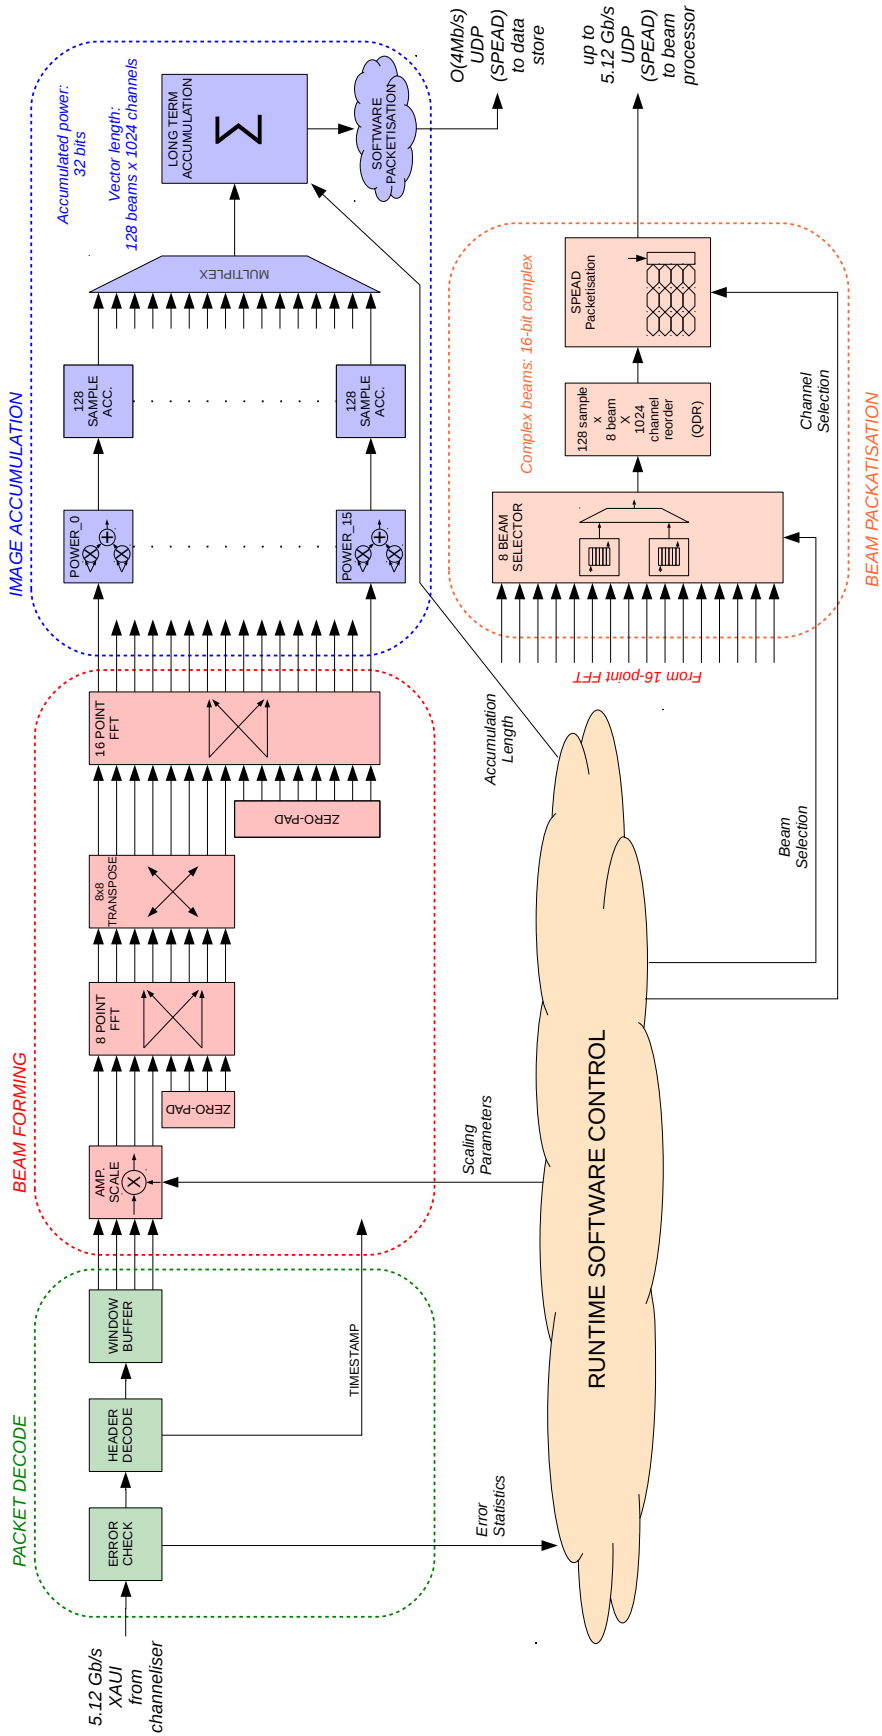 PACKET DECODE
5.12 Gb/s
XAUI
from
channeliser
ERROR
CHECK
HEADER
DECODE
WINDOW
BUFFER
TIMESTAMP
Error
Statistics
BEAM FORMING
AMP.
SCALE
X
ZERO-PAD
8 POINT
FFT
8x8
TRANSPOSE
ZERO-PAD
16 POINT
FFT
Scaling
Parameters
IMAGE ACCUMULATION
POWER_0
X
X
+
POWER_15
X
X
+
128
SAMPLE
ACC.
128
SAMPLE
ACC.
MULTIPLEX
Accumulated power:
32 bits
Vector length:
128 beams x 1024 channels
LONG TERM
ACCUMULATION
Σ
SOFTWARE
PACKETISATION
O(4Mb/s)
UDP
(SPEAD)
to data
store
Accumulation
Length
RUNTIME SOFTWARE CONTROL
From 16-point FFT
8 BEAM
SELECTOR
Complex beams: 16-bit complex
128 sample
x
8 beam
X
1024
channel
reorder
(QDR)
SPEAD
Packetisation
up to
5.12 Gb/s
UDP
(SPEAD)
to beam
processor
Beam
Selection
Channel
Selection
BEAM PACKATISATION